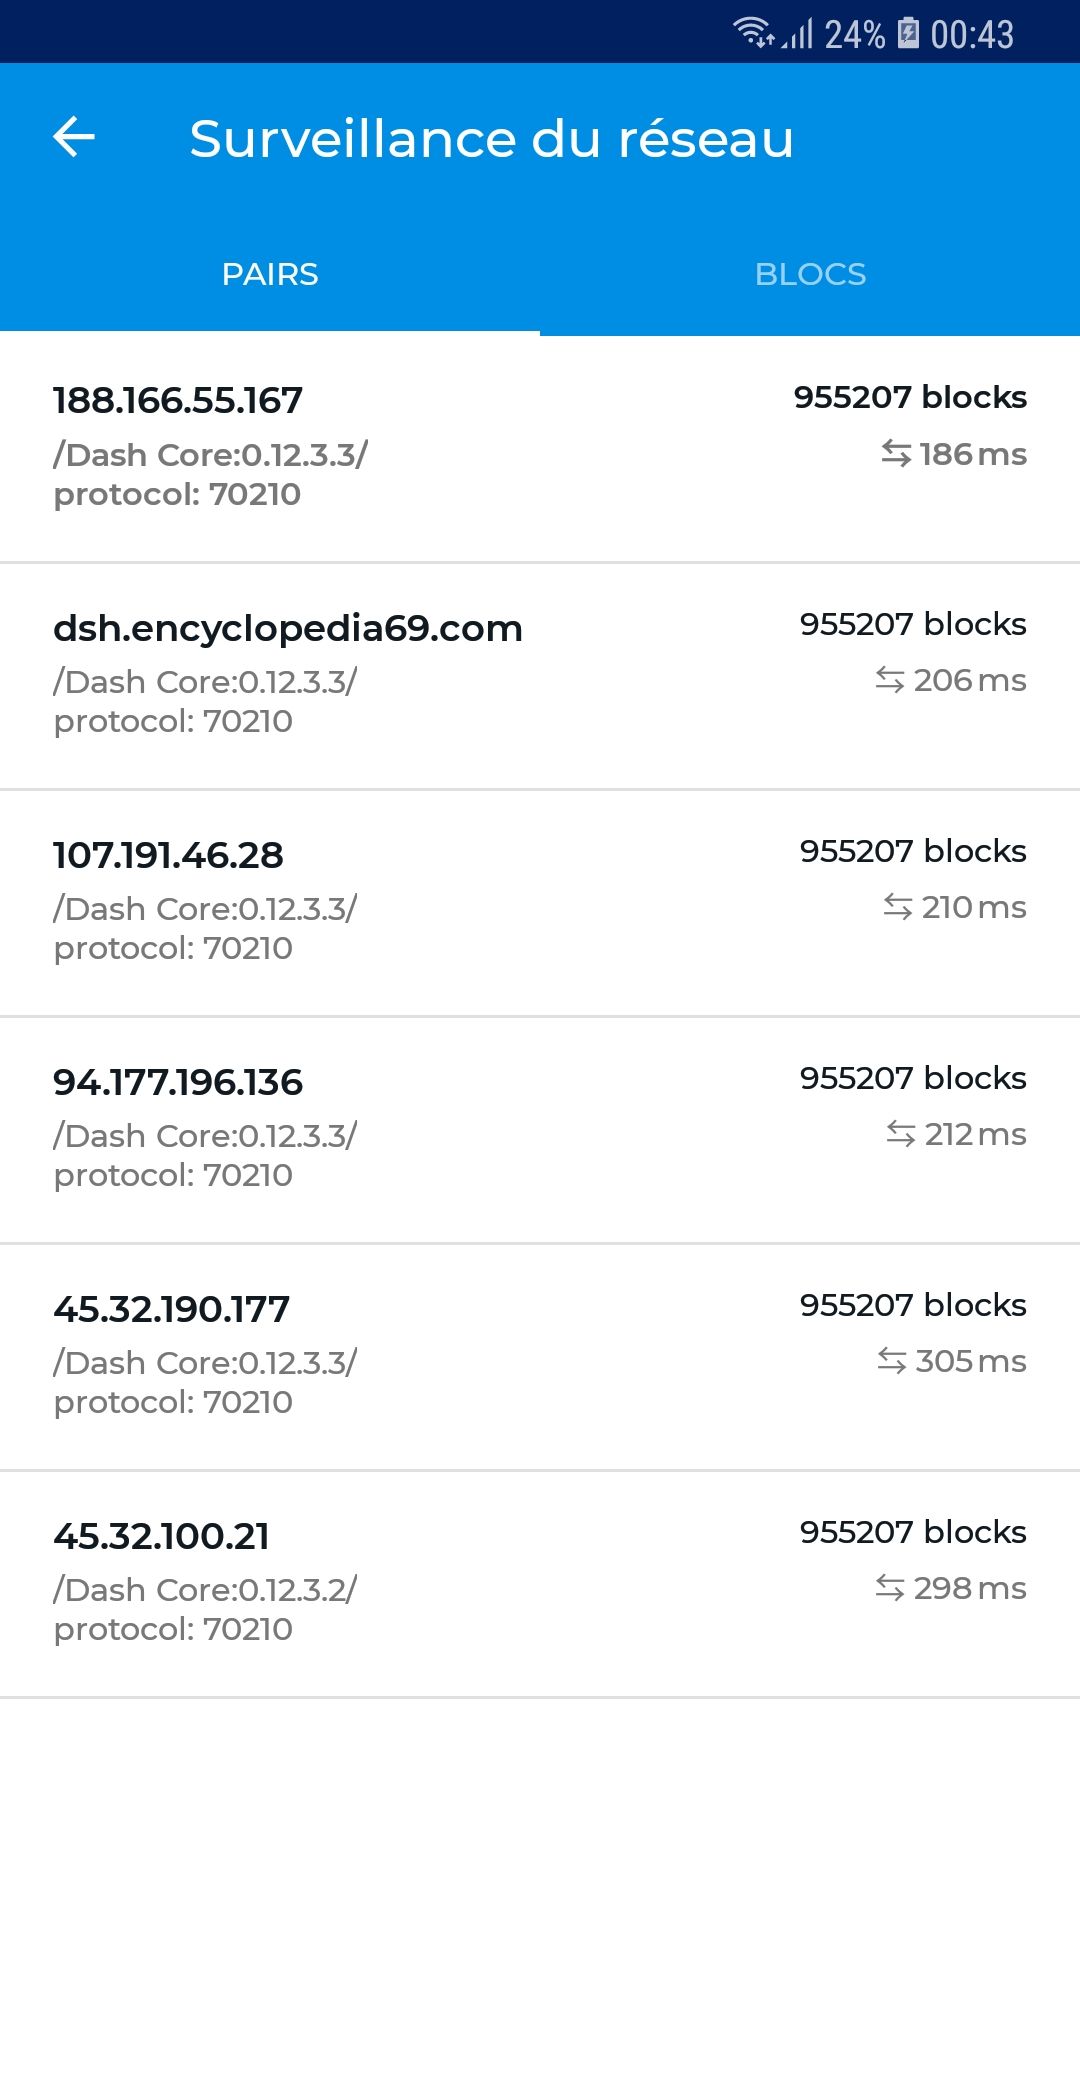 24% 00:43
Surveillance du réseau
PAIRS BLOCS
188.166.55.167 955207 blocks
/Dash Core:0.12.3.3/ 186 ms
protocol: 70210
dsh.encyclopedia69.com 955207 blocks
/Dash Core:0.12.3.3/ 206 ms
protocol: 70210
107.191.46.28 955207 blocks
/Dash Core:0.12.3.3/ 210 ms
protocol: 70210
94.177.196.136 955207 blocks
/Dash Core:0.12.3.3/ 212 ms
protocol: 70210
45.32.190.177 955207 blocks
/Dash Core:0.12.3.3/ 305 ms
protocol: 70210
45.32.100.21 955207 blocks
/Dash Core:0.12.3.2/ 298 ms
protocol: 70210